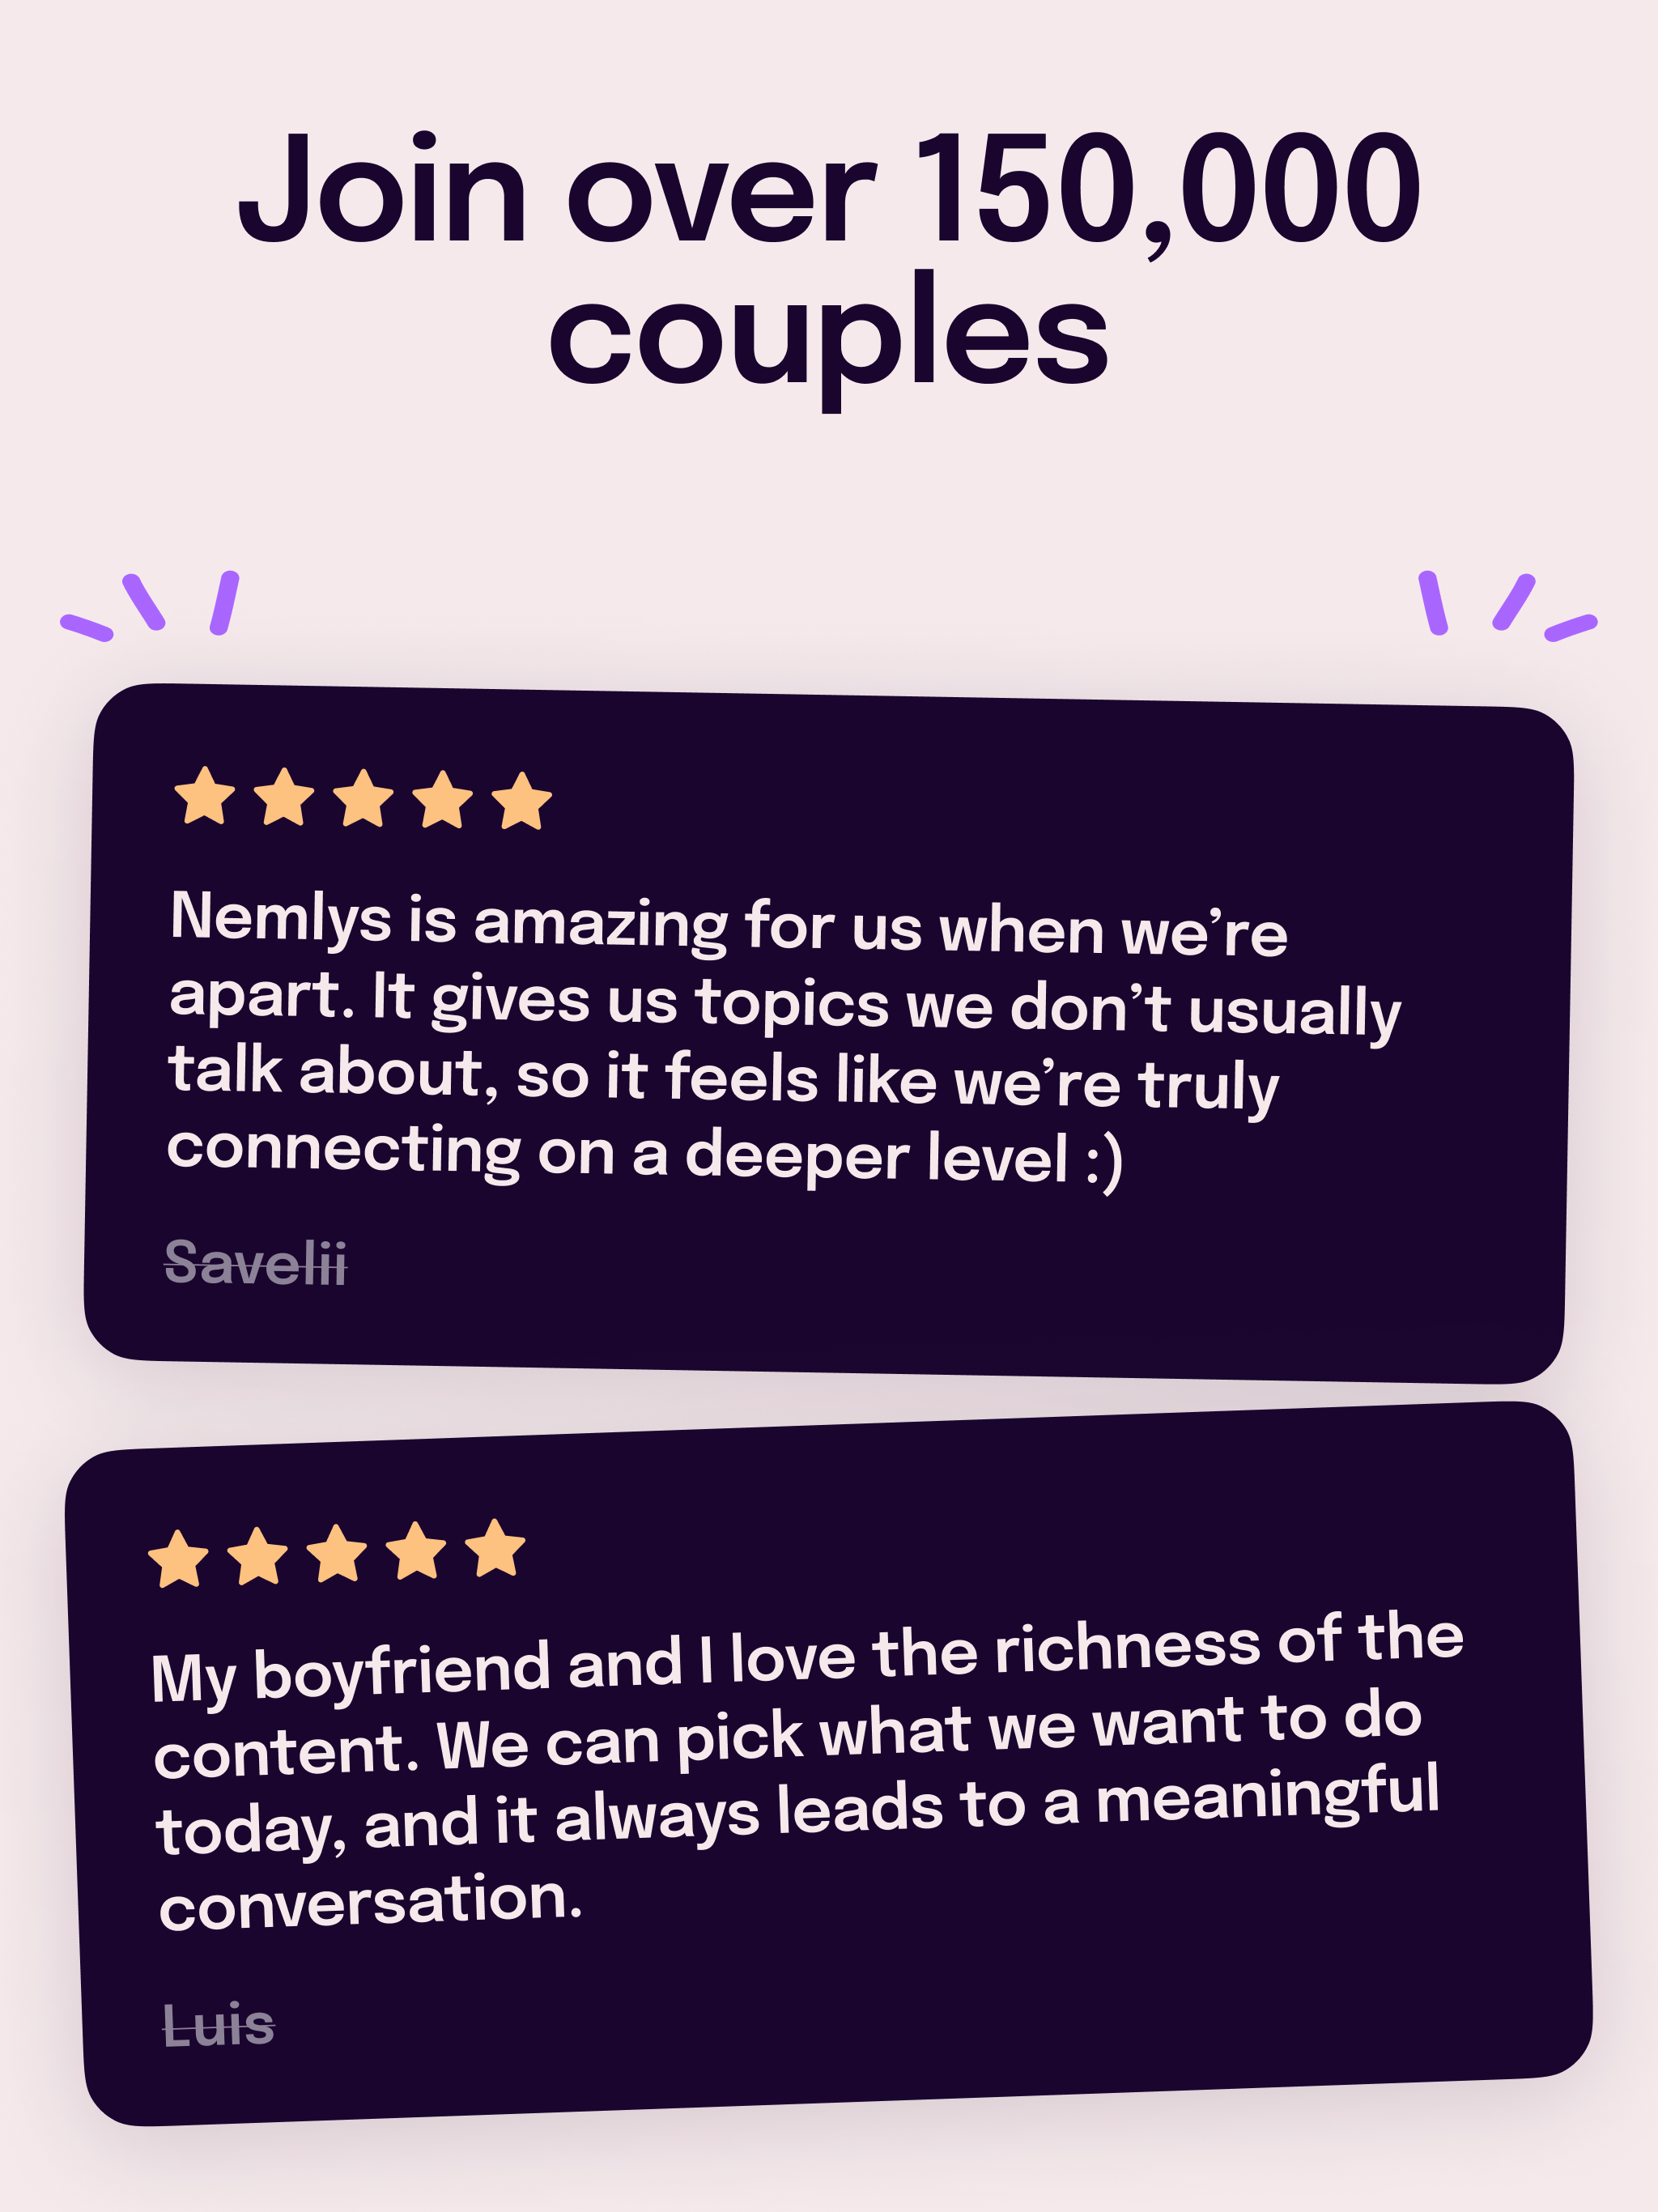 Join over 150,000
couples
Nemlys is amazing for us when we’re
apart. It gives us topics we don’t usually
talk about, so it feels like we’re truly
connecting on a deeper level :)
Savelii
My boyfriend and I love the richness of the
content. We can pick what we want to do
today, and it always leads to a meaningful
conversation.
Luis